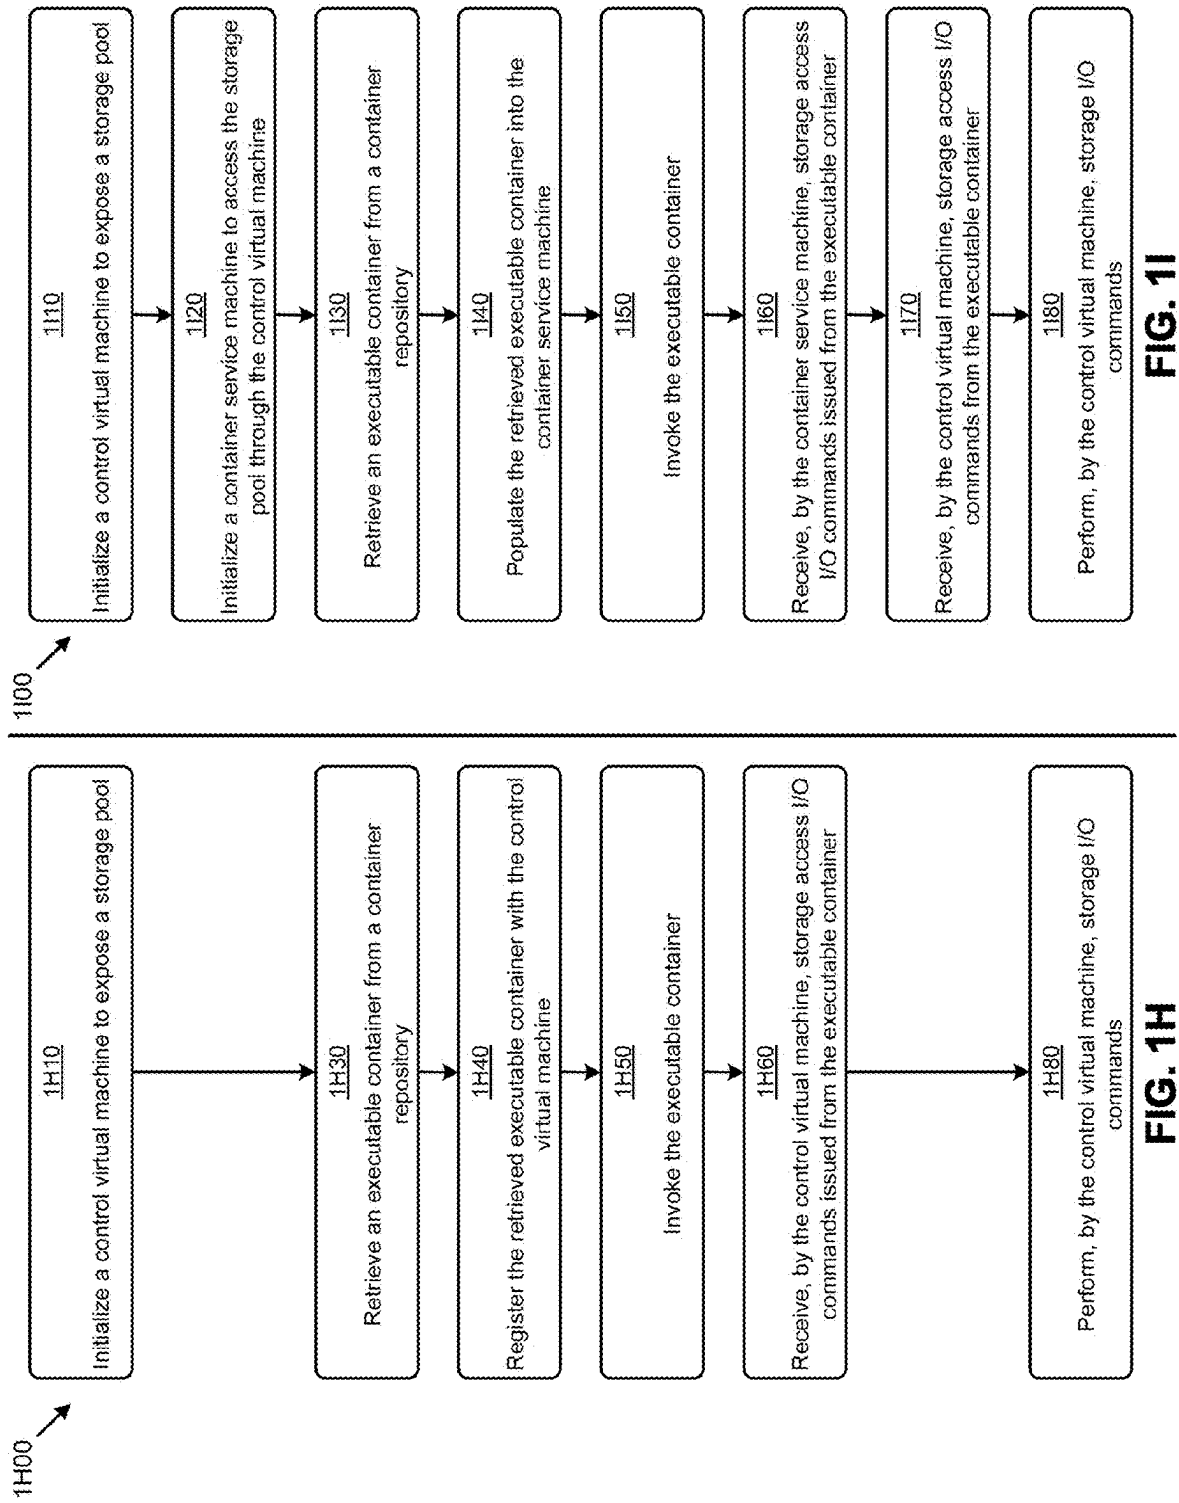 1H00
1H10
Initialize a control virtual machine to expose a storage pool
1H30
Retrieve an executable container from a container
repository
1H40
Register the retrieved executable container with the control
virtual machine
1H50
Invoke the executable container
1H60
Receive, by the control virtual machine, storage access I/O
commands issued from the executable container
1H80
Perform, by the control virtual machine, storage I/O
commands
FIG. 1H
1I00
1I10
Initialize a control virtual machine to expose a storage pool
1I20
Initialize a container service machine to access the storage
pool through the control virtual machine
1I30
Retrieve an executable container from a container
repository
1I40
Populate the retrieved executable container into the
container service machine
1I50
Invoke the executable container
1I60
Receive, by the container service machine, storage access
I/O commands issued from the executable container
1I70
Receive, by the control virtual machine, storage access I/O
commands from the executable container
1I80
Perform, by the control virtual machine, storage I/O
commands
FIG. 1I